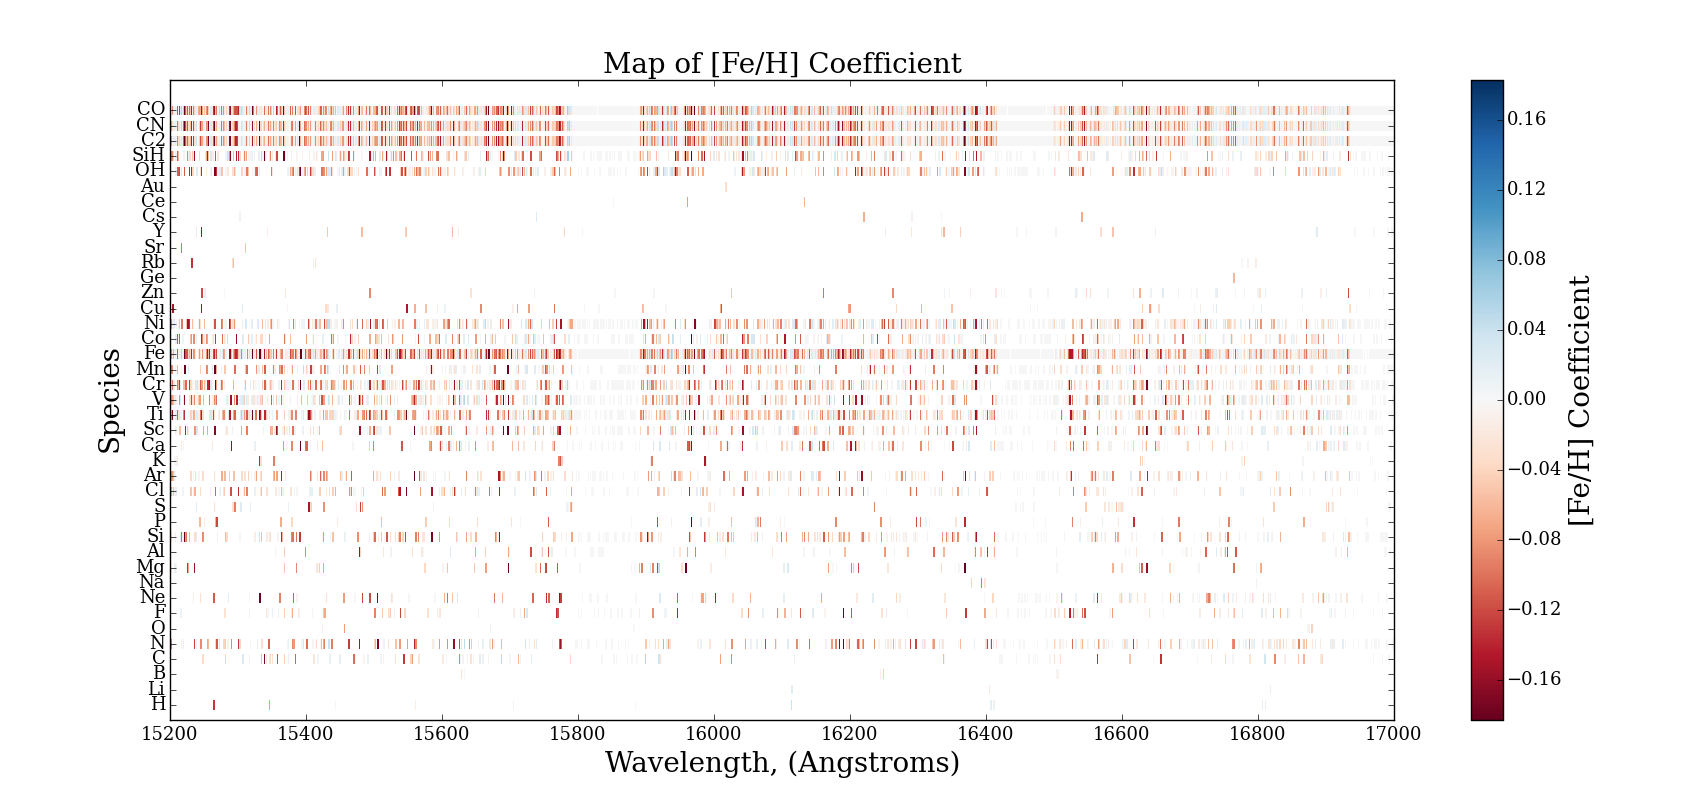 Map of [Fe/H] Coefficient
CO
CN
C2
SiH
OH
Au
Ce
Cs
Y
Sr
Rb
Ge
Zn
Cu
Ni
Co
Fe
Mn
Cr
V
Ti
Sc
Ca
K
Ar
Cl
S
P
Si
Al
Mg
Na
Ne
F
O
N
C
B
Li
H
Species
15200 15400 15600 15800 16000 16200 16400 16600 16800 17000
Wavelength, (Angstroms)
0.16
0.12
0.08
0.04
0.00
−0.04
−0.08
−0.12
−0.16
[Fe/H] Coefficient